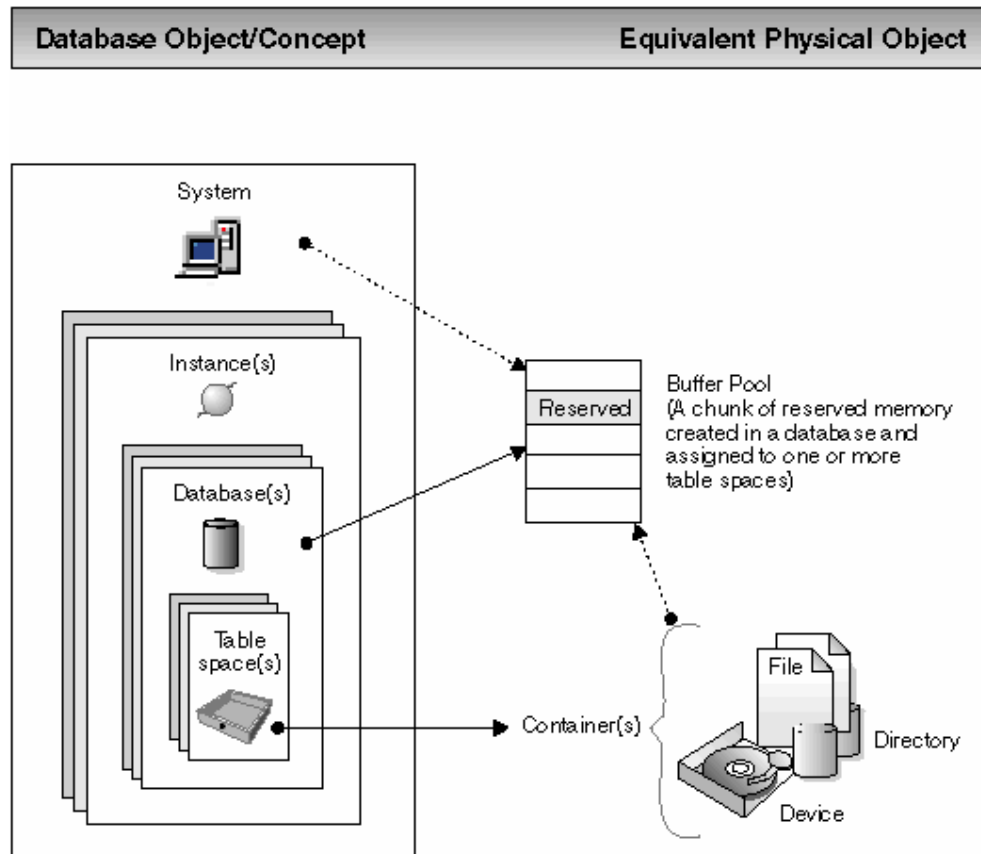 Database Object/Concept
Equivalent Physical Object
System
Instance(s)
Database(s)
Table
space(s)
Reserved
Buffer Pool
(A chunk of reserved memory
created in a database and
assigned to one or more
table spaces)
Container(s)
File
Directory
Device